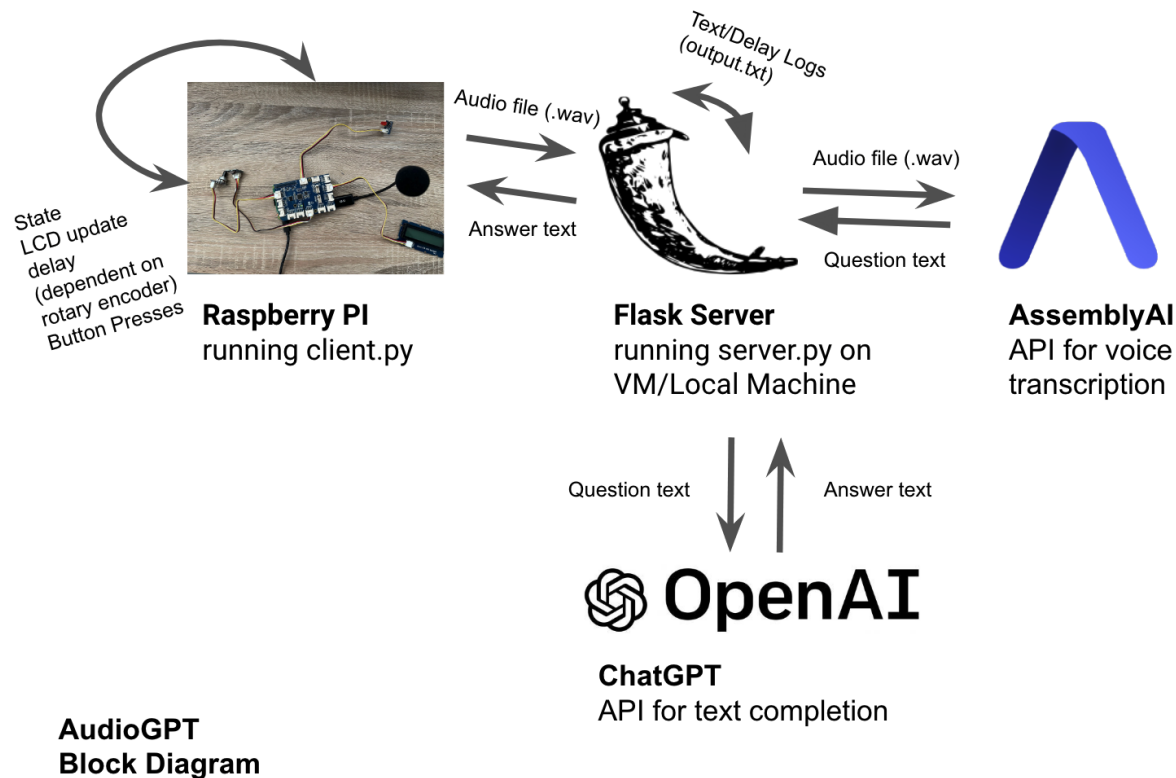 Text/Delay Logs
(output.txt)
Audio file (.wav)
Answer text
Audio file (.wav)
Question text
State
LCD update
delay
(dependent on
rotary encoder)
Button Presses
Raspberry PI
running client.py
Flask Server
running server.py on
VM/Local Machine
AssemblyAI
API for voice
transcription
Question text
Answer text
OpenAI
ChatGPT
API for text completion
AudioGPT
Block Diagram